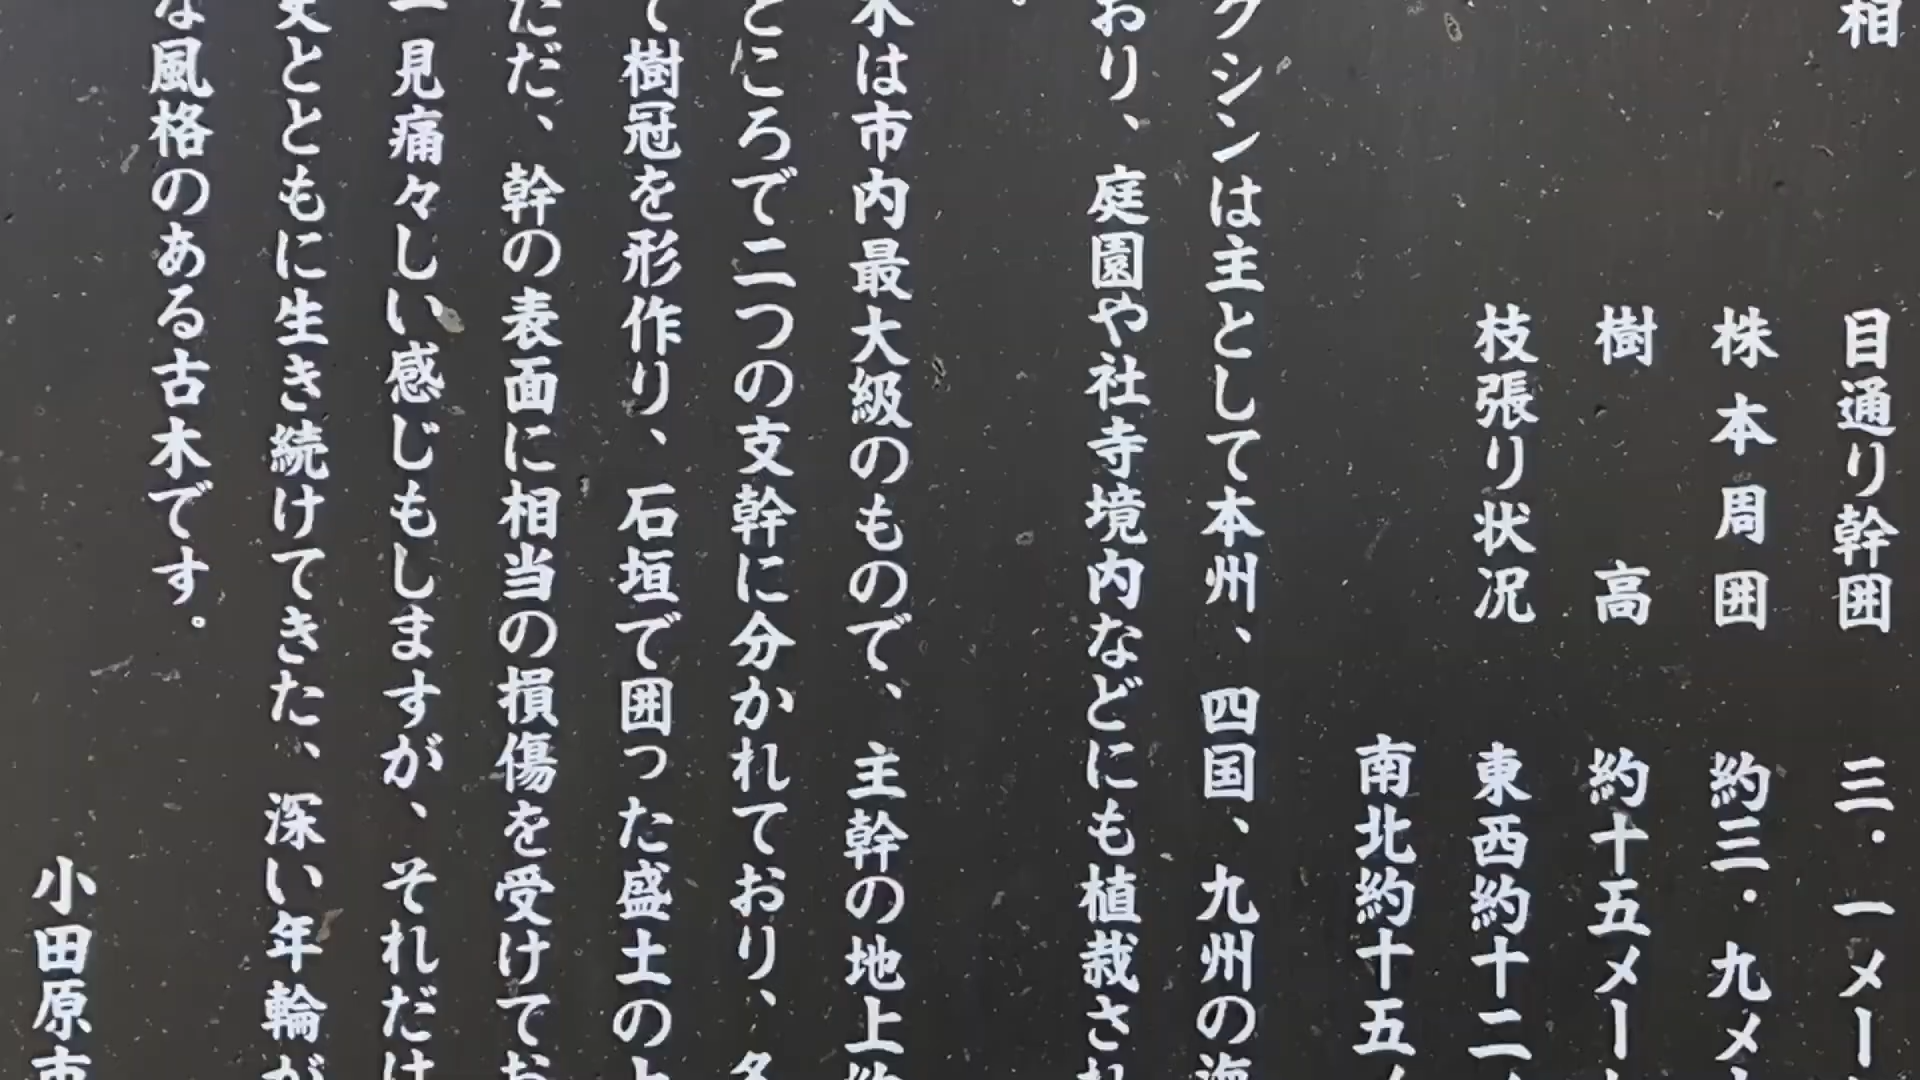 相
目通り幹囲 三・一メー
株本周囲 約三・九メ
樹高 約十五メー
枝張り状況 東西約十二
南北約十五
クシンは主として本州、四国、九州の海
おり、庭園や社寺境内などにも植栽され
。
木は市内最大級のもので、主幹の地上約
ところで二つの支幹に分かれており、各
て樹冠を形作り、石垣で囲った盛土の上
ただ、幹の表面に相当の損傷を受けてお
一見痛々しい感じもしますが、それだけ
史とともに生き続けてきた、深い年輪が
な風格のある古木です。
小田原市